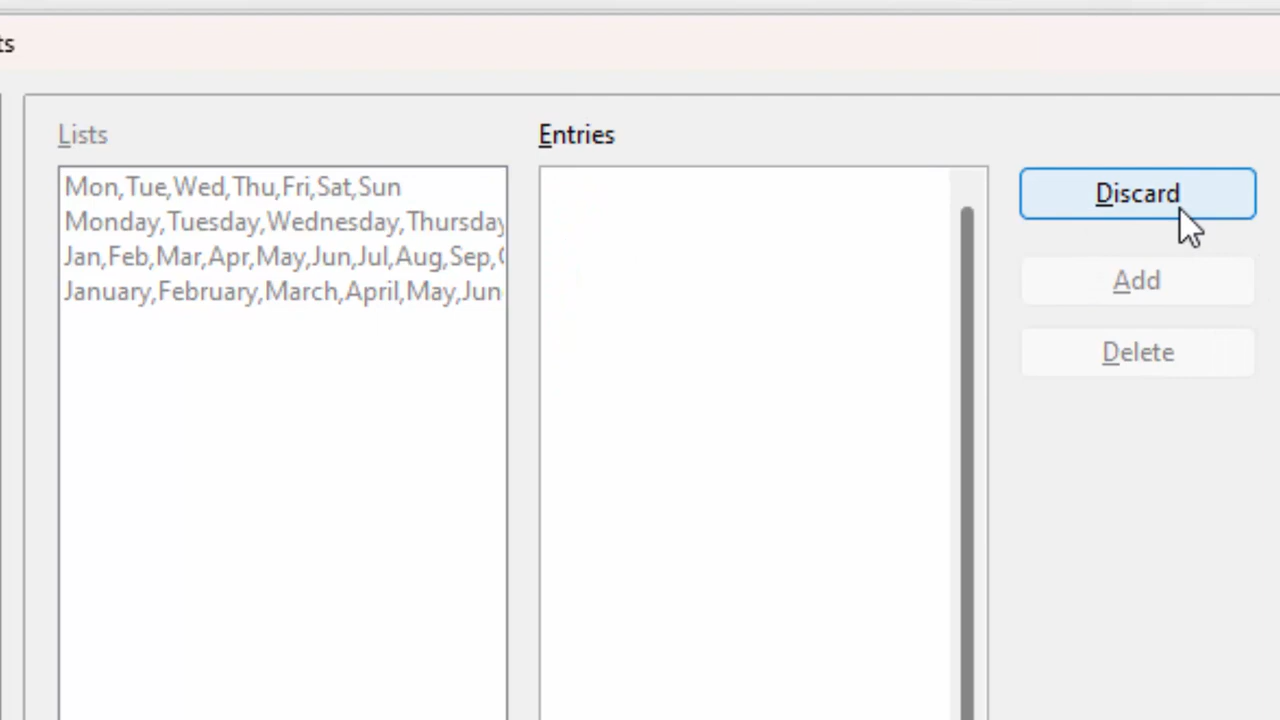 ts
Lists
Entries
Mon,Tue,Wed,Thu,Fri,Sat,Sun
Monday,Tuesday,Wednesday,Thursday
Jan,Feb,Mar,Apr,May,Jun,Jul,Aug,Sep,
January,February,March,April,May,Jun
Discard
Add
Delete